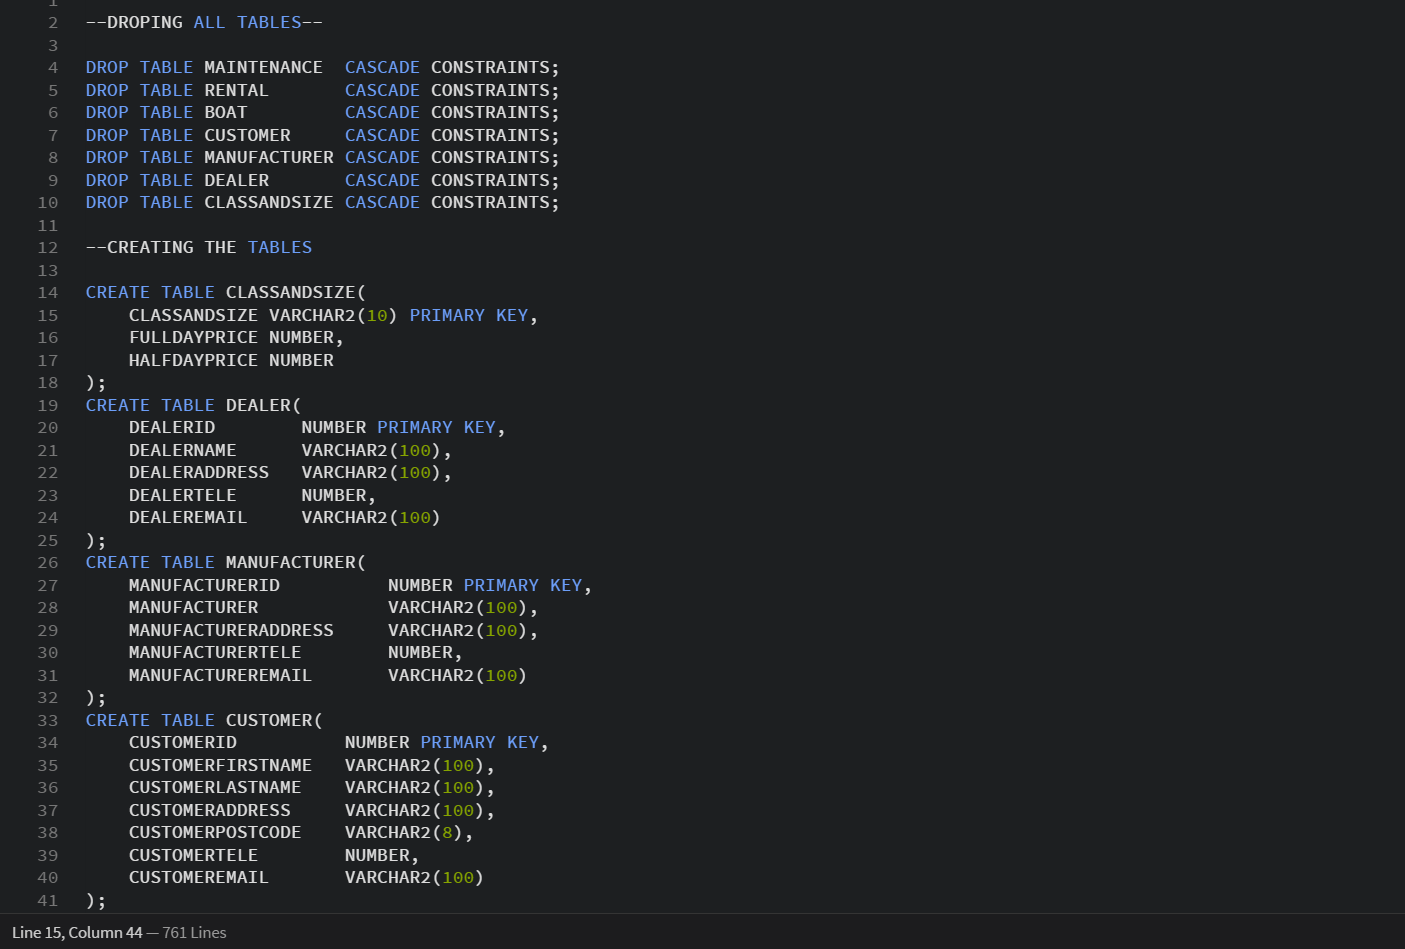 1
2 --DROPING ALL TABLES--
3
4 DROP TABLE MAINTENANCE  CASCADE CONSTRAINTS;
5 DROP TABLE RENTAL       CASCADE CONSTRAINTS;
6 DROP TABLE BOAT         CASCADE CONSTRAINTS;
7 DROP TABLE CUSTOMER     CASCADE CONSTRAINTS;
8 DROP TABLE MANUFACTURER CASCADE CONSTRAINTS;
9 DROP TABLE DEALER       CASCADE CONSTRAINTS;
10 DROP TABLE CLASSANDSIZE CASCADE CONSTRAINTS;
11
12 --CREATING THE TABLES
13
14 CREATE TABLE CLASSANDSIZE(
15     CLASSANDSIZE VARCHAR2(10) PRIMARY KEY,
16     FULLDAYPRICE NUMBER,
17     HALFDAYPRICE NUMBER
18 );
19 CREATE TABLE DEALER(
20     DEALERID        NUMBER PRIMARY KEY,
21     DEALERNAME      VARCHAR2(100),
22     DEALERADDRESS   VARCHAR2(100),
23     DEALERTELE      NUMBER,
24     DEALEREMAIL     VARCHAR2(100)
25 );
26 CREATE TABLE MANUFACTURER(
27     MANUFACTURERID          NUMBER PRIMARY KEY,
28     MANUFACTURER            VARCHAR2(100),
29     MANUFACTURERADDRESS     VARCHAR2(100),
30     MANUFACTURERTELE        NUMBER,
31     MANUFACTUREREMAIL       VARCHAR2(100)
32 );
33 CREATE TABLE CUSTOMER(
34     CUSTOMERID          NUMBER PRIMARY KEY,
35     CUSTOMERFIRSTNAME   VARCHAR2(100),
36     CUSTOMERLASTNAME    VARCHAR2(100),
37     CUSTOMERADDRESS     VARCHAR2(100),
38     CUSTOMERPOSTCODE    VARCHAR2(8),
39     CUSTOMERTELE        NUMBER,
40     CUSTOMEREMAIL       VARCHAR2(100)
41 );
Line 15, Column 44 — 761 Lines